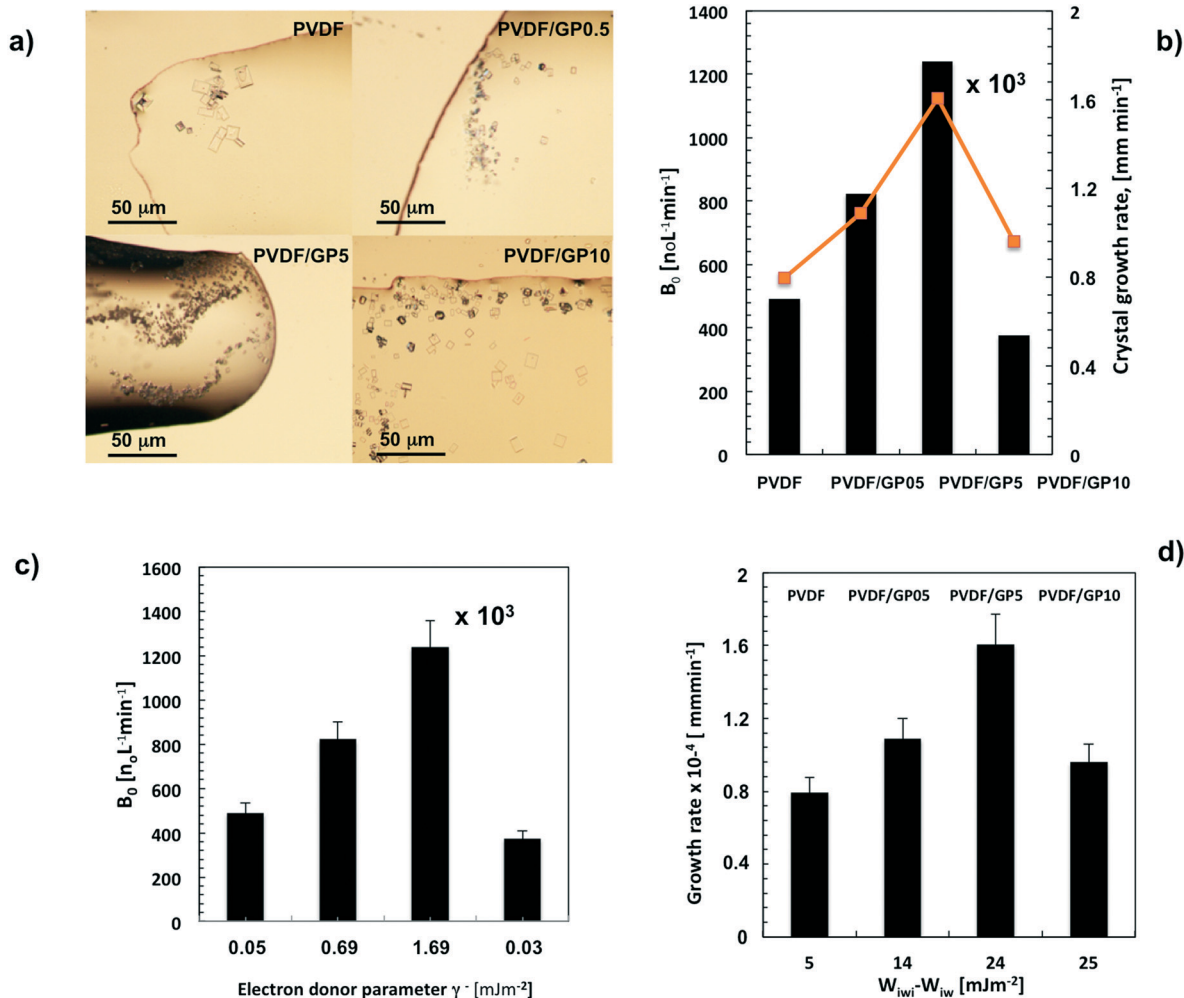 a)
PVDF
PVDF/GP0.5
50 μm
50 μm
PVDF/GP5
PVDF/GP10
50 μm
50 μm
b)
1400
1200
1000
800
600
400
200
0
B₀ [noL⁻¹min⁻¹]
x 10³
2
1.6
1.2
0.8
0.4
0
Crystal growth rate, [mm min⁻¹]
PVDF PVDF/GP05 PVDF/GP5 PVDF/GP10
c)
1600
1400
1200
1000
800
600
400
200
0
B₀ [nₒL⁻¹min⁻¹]
x 10³
0.05 0.69 1.69 0.03
Electron donor parameter γ⁻ [mJm⁻²]
d)
2
1.6
1.2
0.8
0.4
0
Growth rate x 10⁻⁴ [ mmmin⁻¹]
PVDF PVDF/GP05 PVDF/GP5 PVDF/GP10
5 14 24 25
W_iwi-W_iw [mJm⁻²]